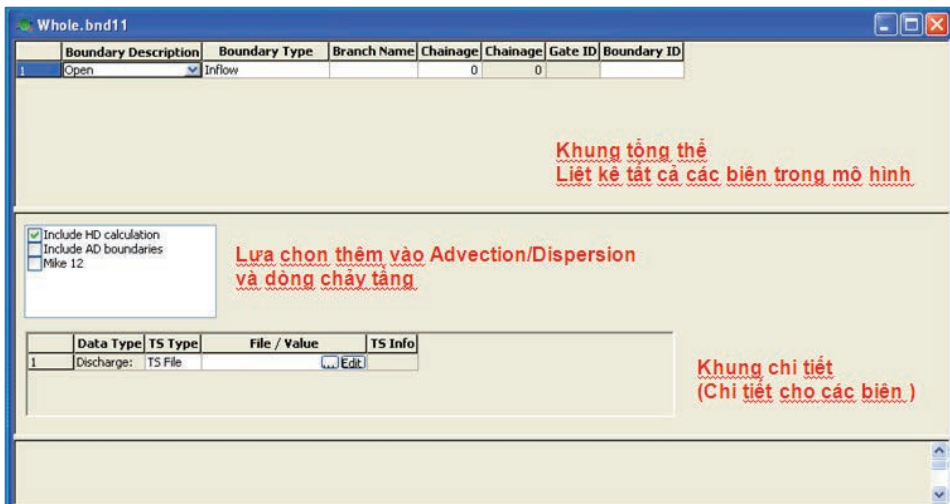 Whole.bnd11
Boundary Description Boundary Type Branch Name Chainage Chainage Gate ID Boundary ID
1 Open Inflow 0 0
Khung tổng thể
Liệt kê tất cả các biên trong mô hình
Include HD calculation
Include AD boundaries
Mike 12
Lựa chọn thêm vào Advection/Dispersion
và dòng chảy tầng
Data Type TS Type File / Value TS Info
1 Discharge: TS File ... Edit
Khung chi tiết
(Chi tiết cho các biên )